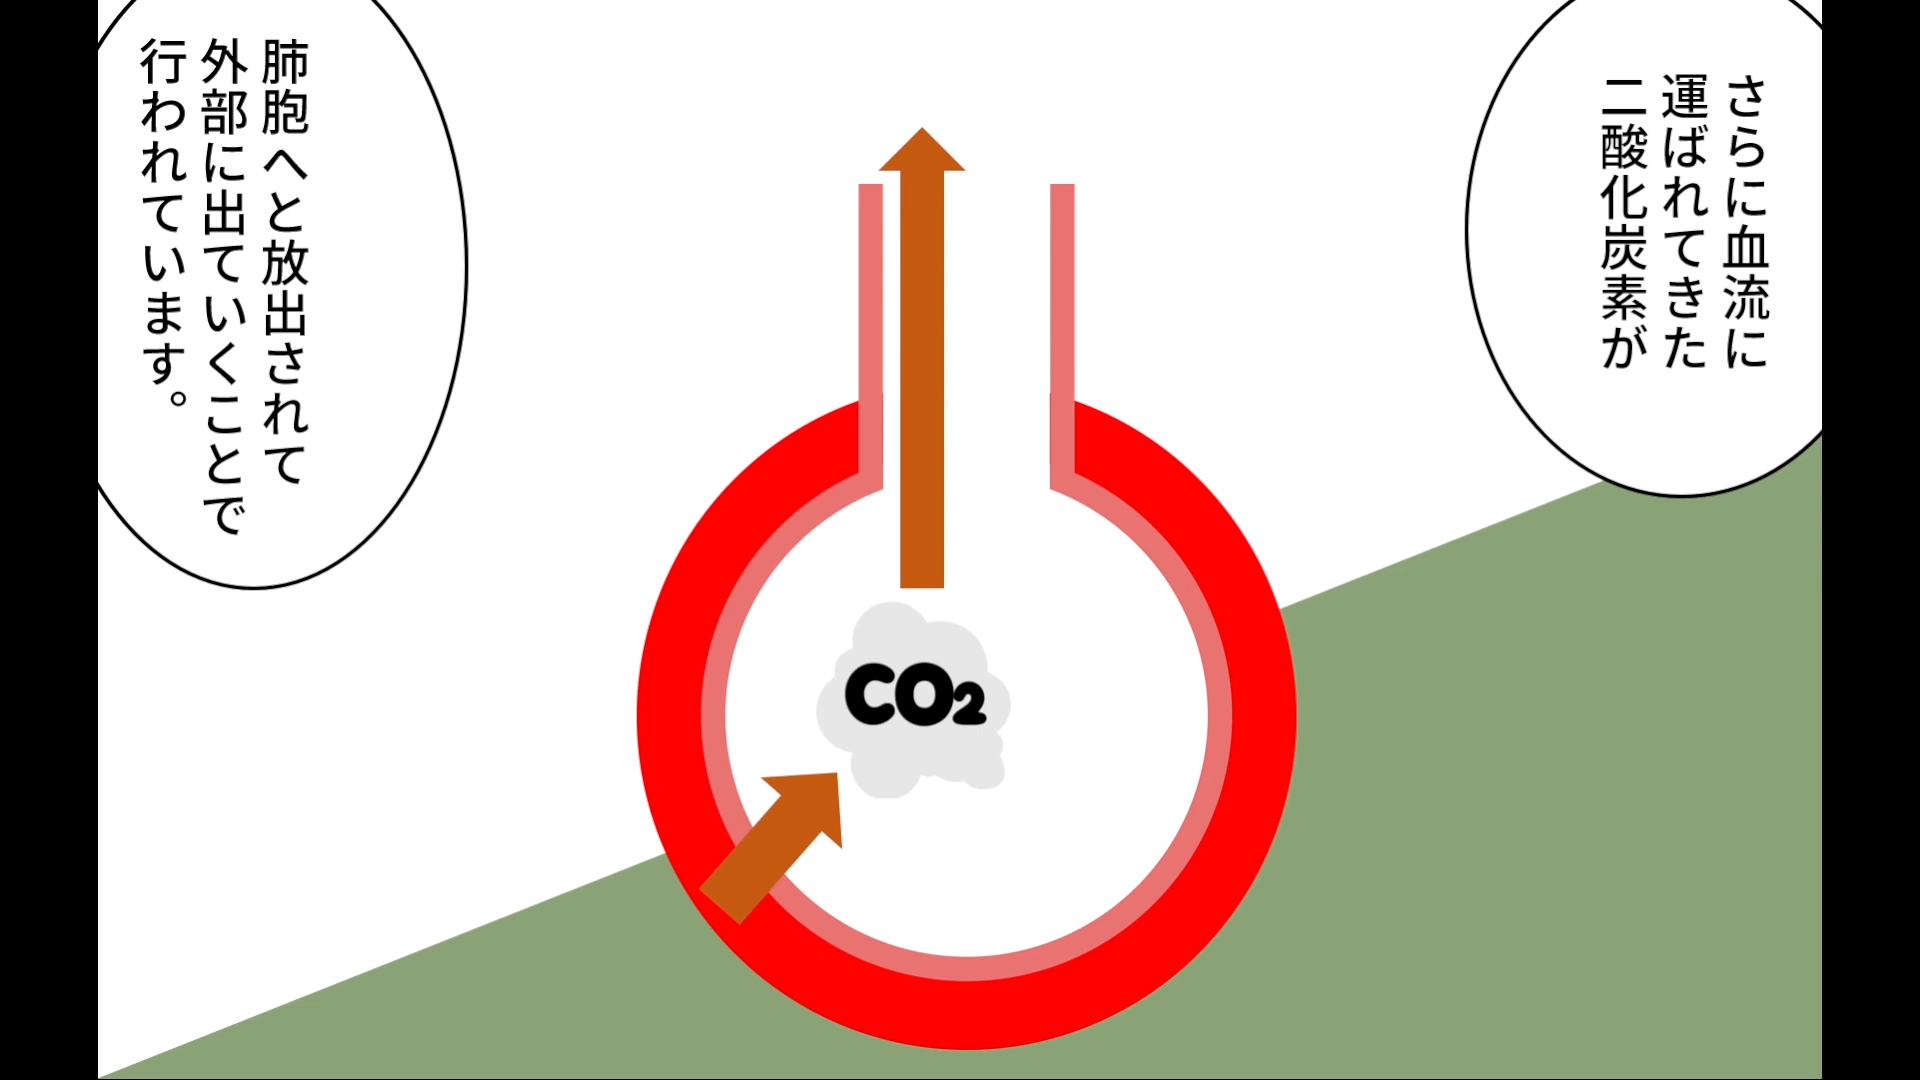 さらに血流に
運ばれてきた
二酸化炭素が
肺胞へと放出されて
外部に出ていくことで
行われています。
CO₂